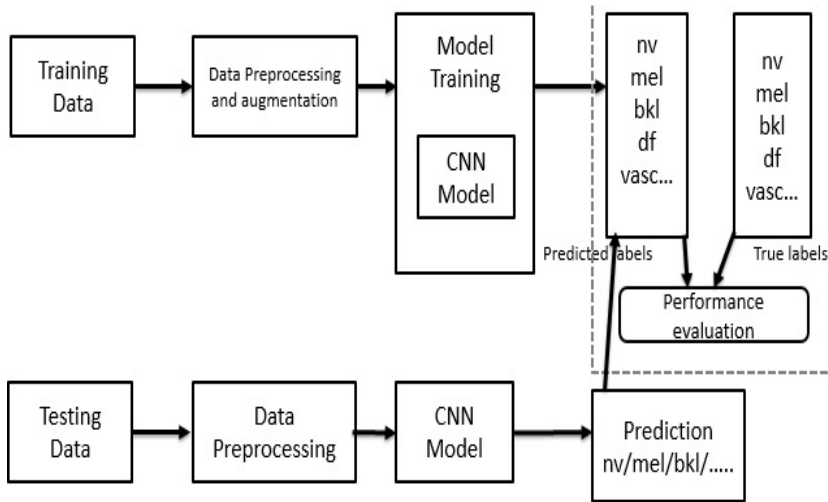 Training
Data
Data Preprocessing
and augmentation
Model
Training
CNN
Model
nv
mel
bkl
df
vasc...
nv
mel
bkl
df
vasc...
Predicted labels
True labels
Performance
evaluation
Testing
Data
Data
Preprocessing
CNN
Model
Prediction
nv/mel/bkl/.....